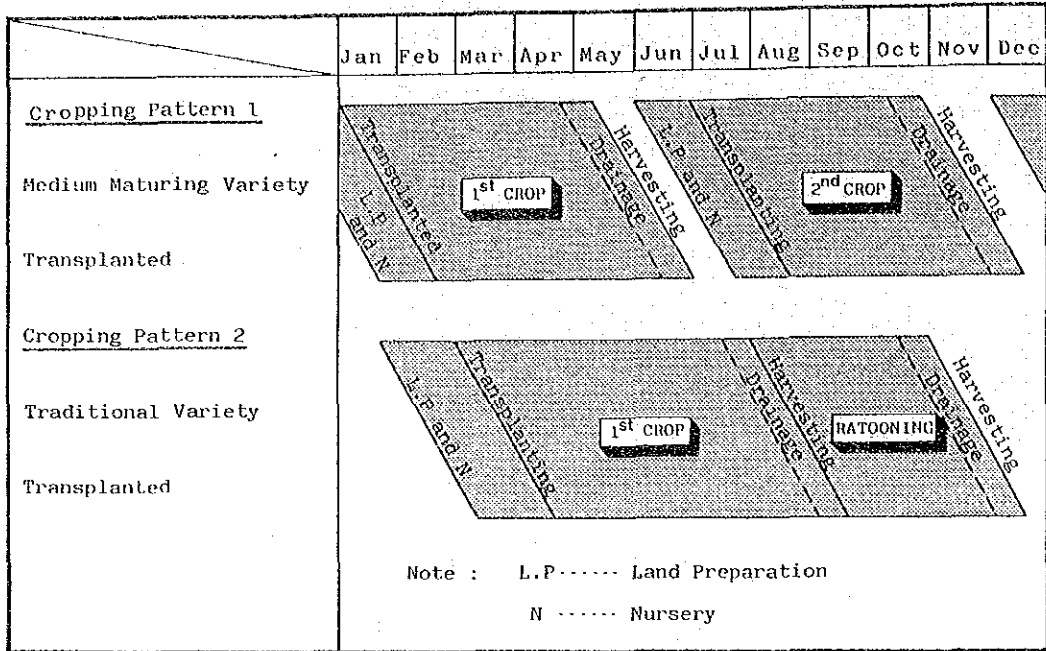 Jan Feb Mar Apr May Jun Jul Aug Sep Oct Nov Dec
Cropping Pattern 1
Medium Maturing Variety
Transplanted
L.P and N
Transplanted
1st CROP
Drainage
Harvesting
L.P and N
Transplanting
2nd CROP
Drainage
Harvesting
Cropping Pattern 2
Traditional Variety
Transplanted
L.P and N
Transplanting
1st CROP
Drainage
Harvesting
RATOONING
Drainage
Harvesting
Note : L.P...... Land Preparation
N ...... Nursery